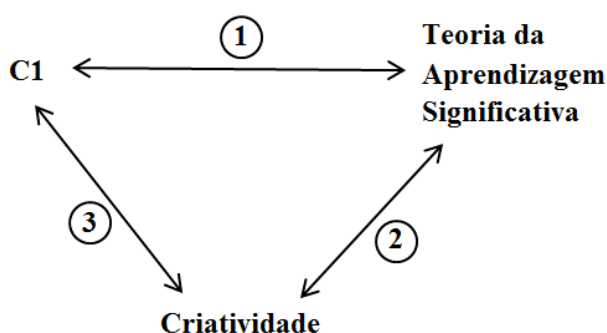 1
Teoria da
C1
Aprendizagem
Significativa
3
2
Criatividade